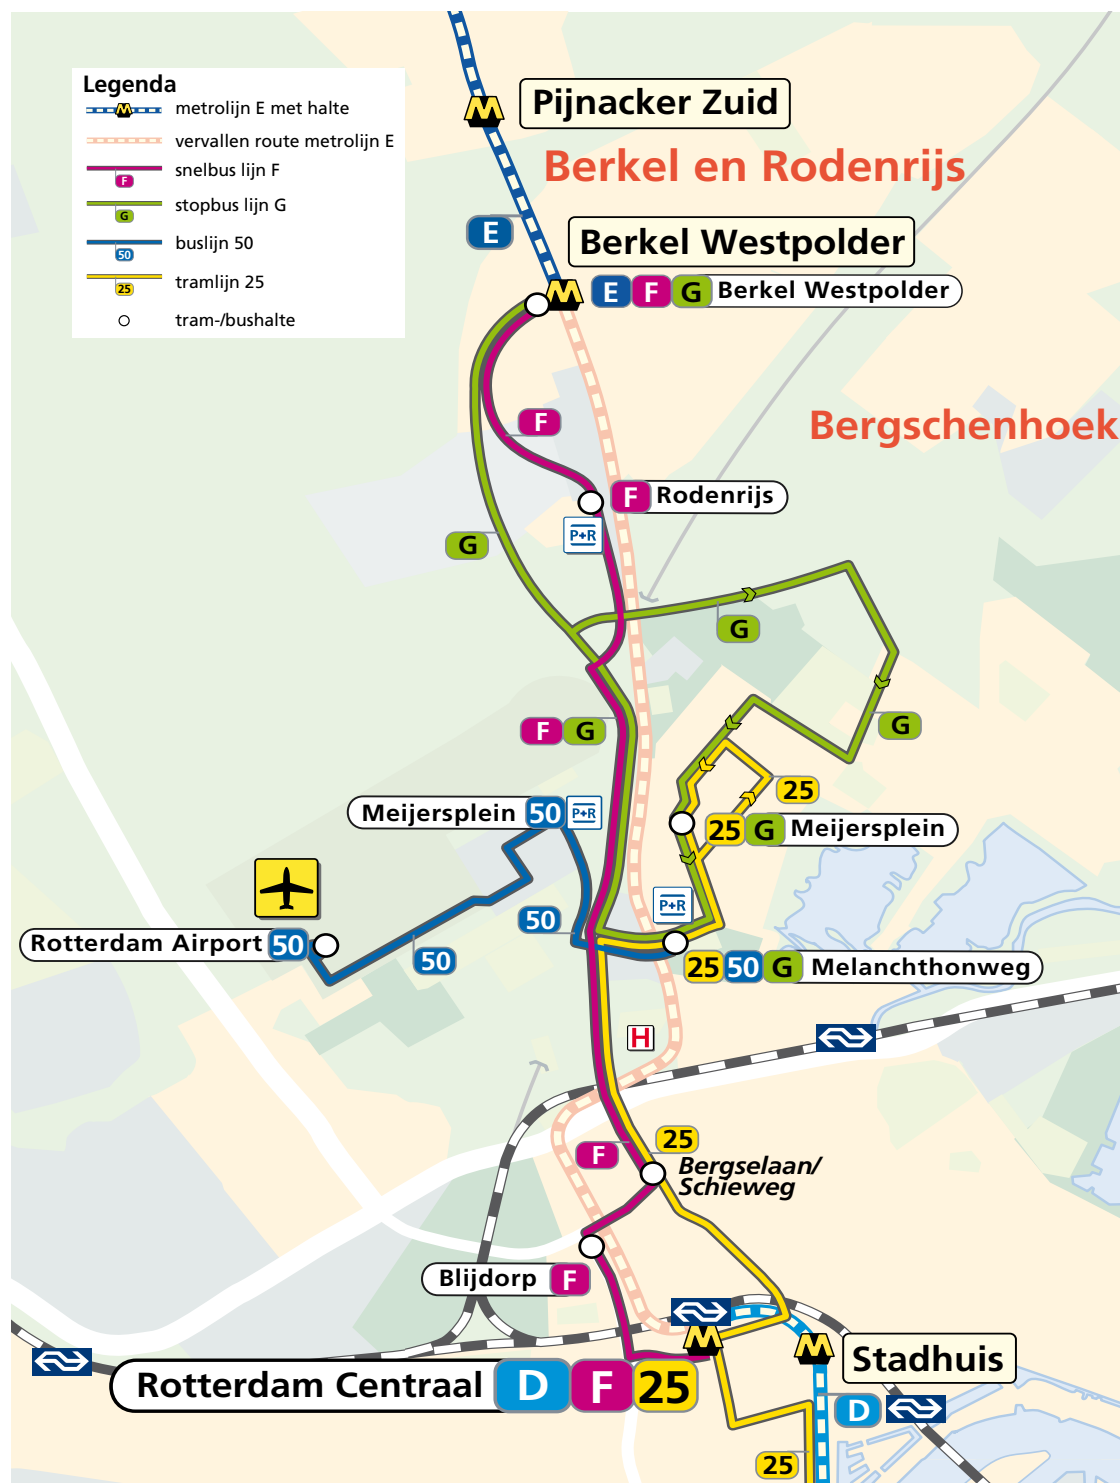 Legenda
metrolijn E met halte
vervallen route metrolijn E
snelbus lijn F
F
stopbus lijn G
G
buslijn 50
50
tramlijn 25
25
tram-/bushalte
M
M
Pijnacker Zuid
Berkel en Rodenrijs
E
Berkel Westpolder
M
E F G Berkel Westpolder
Bergschenhoek
F
F Rodenrijs
P+R
G
G
F G
G
25
Meijersplein 50
P+R
25 G Meijersplein
P+R
50
Rotterdam Airport 50
50
25 50 G Melanchthonweg
H
25
F
Bergselaan/
Schieweg
Blijdorp F
M
M
Stadhuis
Rotterdam Centraal D F 25
D
25